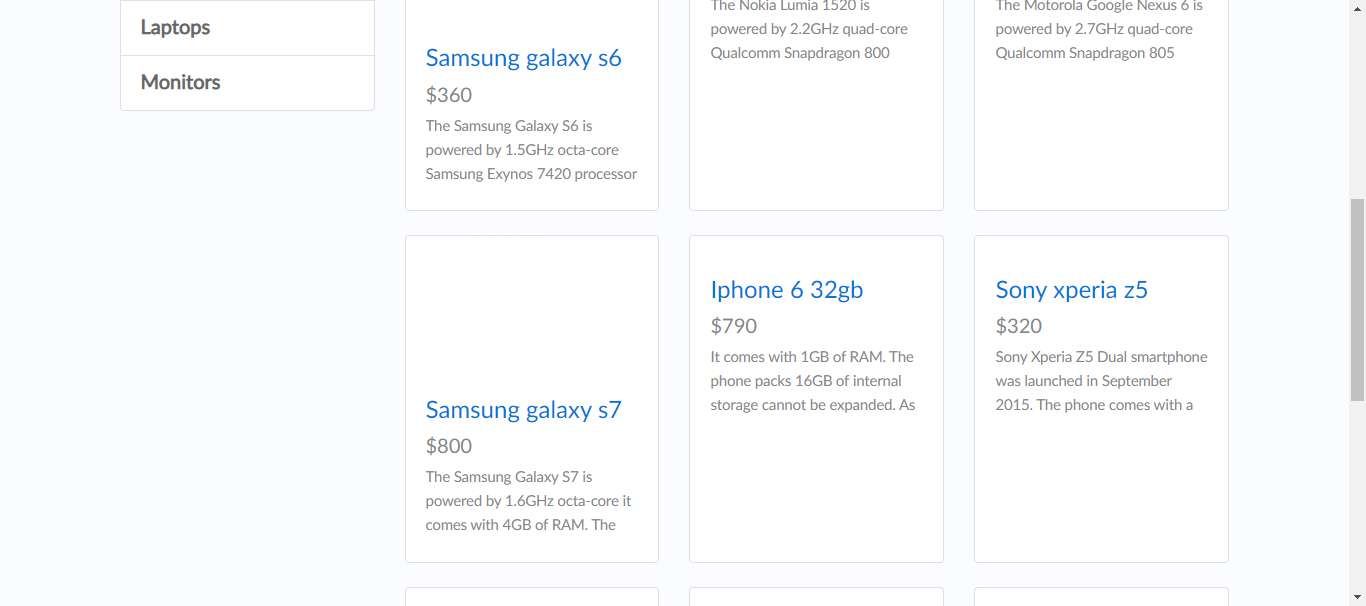 Laptops
Monitors
Samsung galaxy s6
$360
The Samsung Galaxy S6 is
powered by 1.5GHz octa-core
Samsung Exynos 7420 processor
The Nokia Lumia 1520 is
powered by 2.2GHz quad-core
Qualcomm Snapdragon 800
The Motorola Google Nexus 6 is
powered by 2.7GHz quad-core
Qualcomm Snapdragon 805
Samsung galaxy s7
$800
The Samsung Galaxy S7 is
powered by 1.6GHz octa-core it
comes with 4GB of RAM. The
Iphone 6 32gb
$790
It comes with 1GB of RAM. The
phone packs 16GB of internal
storage cannot be expanded. As
Sony xperia z5
$320
Sony Xperia Z5 Dual smartphone
was launched in September
2015. The phone comes with a